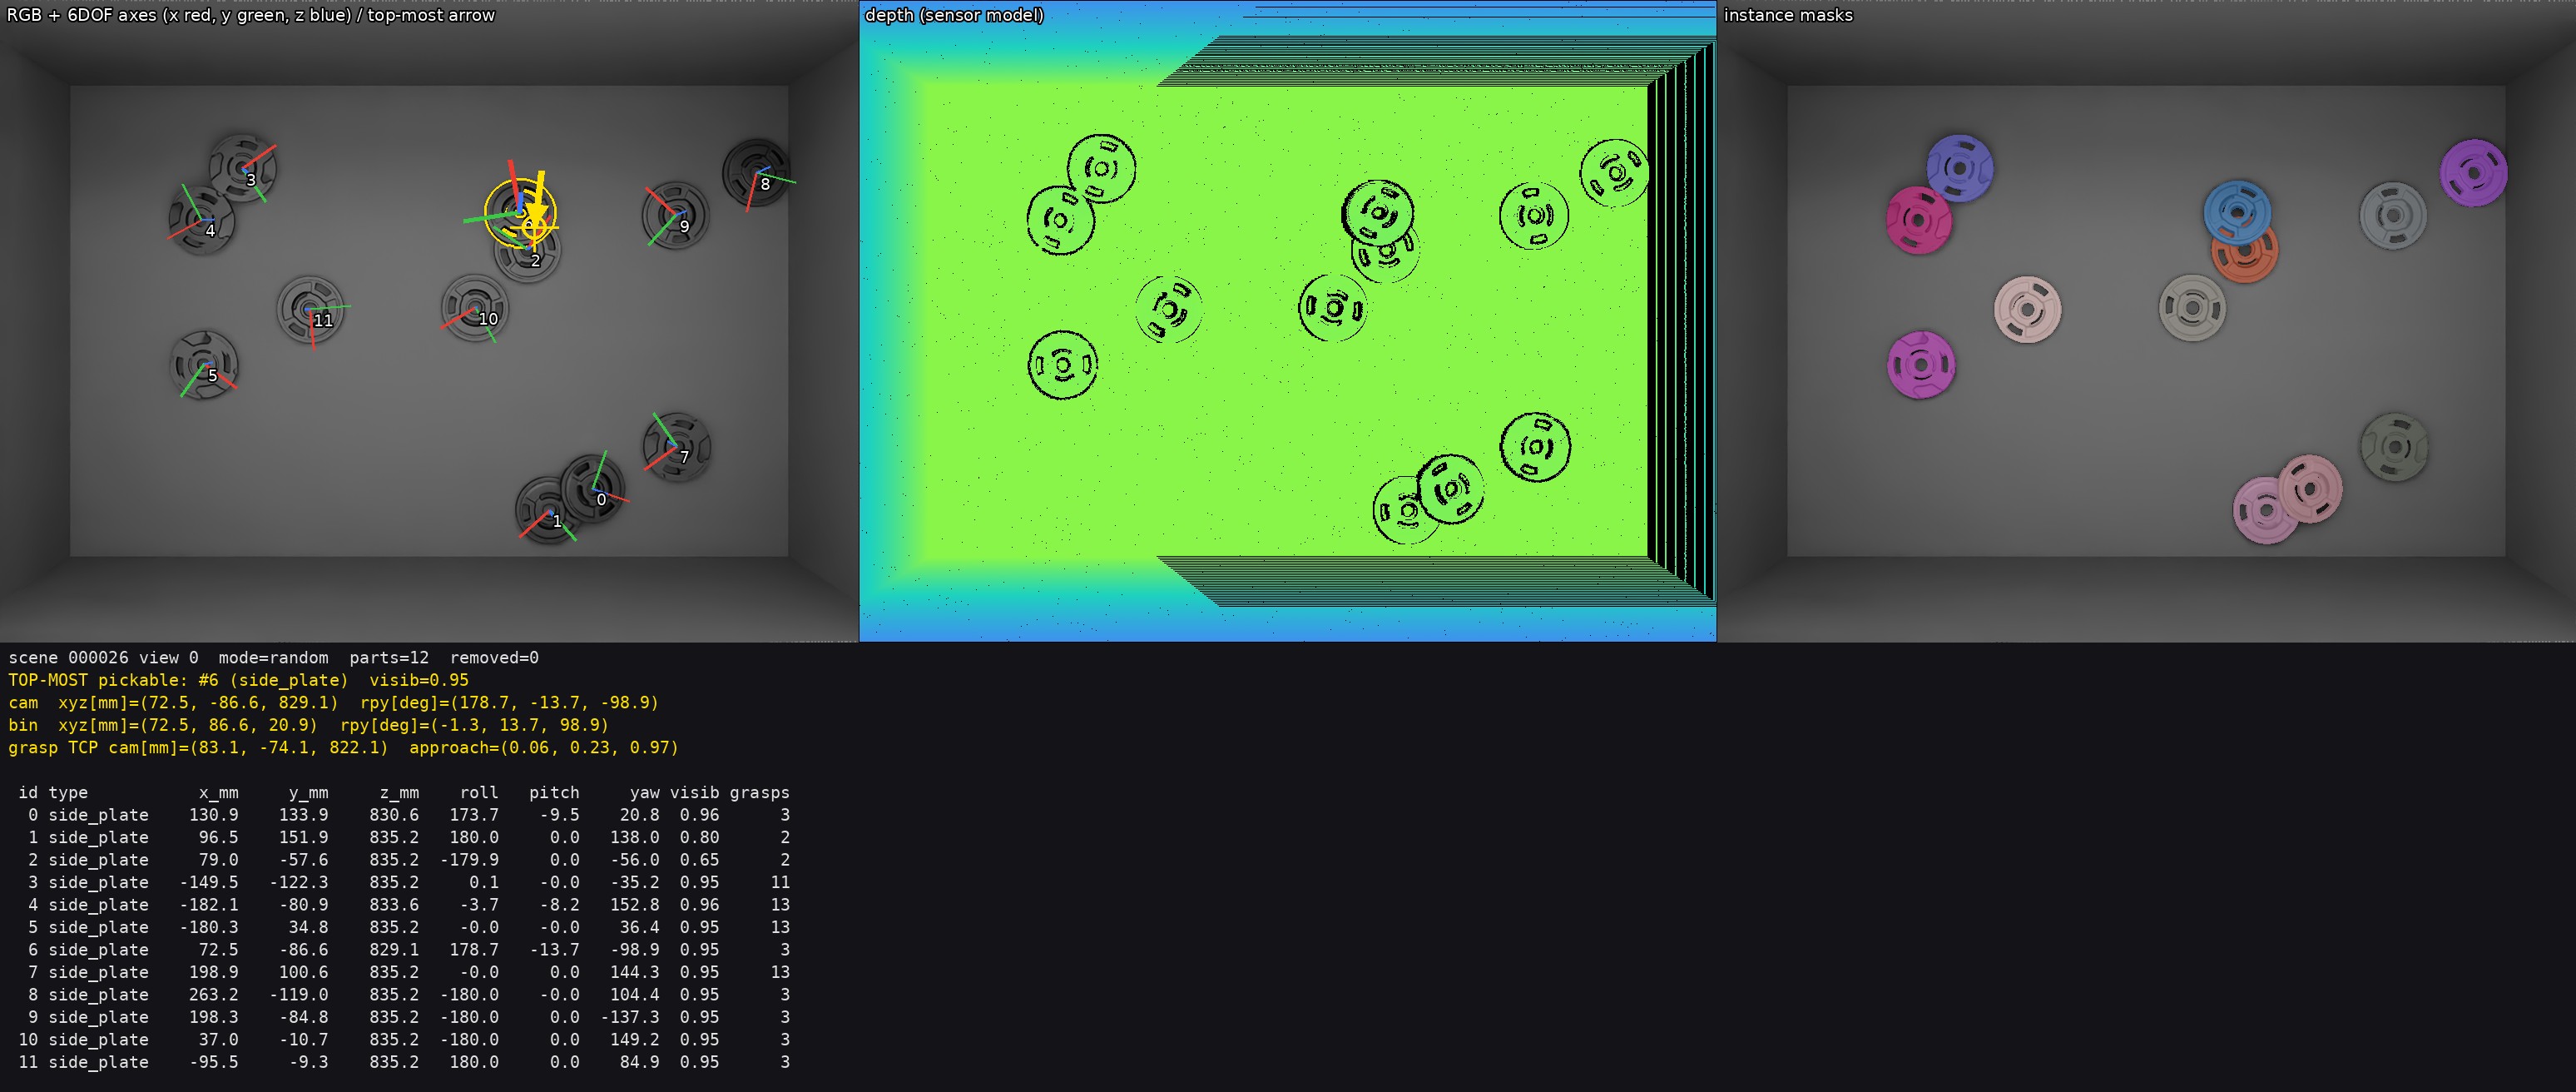 RGB + 6DOF axes (x red, y green, z blue) / top-most arrow
depth (sensor model)
instance masks
3
8
4
9
2
11
10
5
7
0
1
scene 000026 view 0  mode=random  parts=12  removed=0
TOP-MOST pickable: #6 (side_plate)  visib=0.95
cam  xyz[mm]=(72.5, -86.6, 829.1)  rpy[deg]=(178.7, -13.7, -98.9)
bin  xyz[mm]=(72.5, 86.6, 20.9)  rpy[deg]=(-1.3, 13.7, 98.9)
grasp TCP cam[mm]=(83.1, -74.1, 822.1)  approach=(0.06, 0.23, 0.97)
id type x_mm y_mm z_mm roll pitch yaw visib grasps
0 side_plate 130.9 133.9 830.6 173.7 -9.5 20.8 0.96 3
1 side_plate 96.5 151.9 835.2 180.0 0.0 138.0 0.80 2
2 side_plate 79.0 -57.6 835.2 -179.9 0.0 -56.0 0.65 2
3 side_plate -149.5 -122.3 835.2 0.1 -0.0 -35.2 0.95 11
4 side_plate -182.1 -80.9 833.6 -3.7 -8.2 152.8 0.96 13
5 side_plate -180.3 34.8 835.2 -0.0 -0.0 36.4 0.95 13
6 side_plate 72.5 -86.6 829.1 178.7 -13.7 -98.9 0.95 3
7 side_plate 198.9 100.6 835.2 -0.0 0.0 144.3 0.95 13
8 side_plate 263.2 -119.0 835.2 -180.0 -0.0 104.4 0.95 3
9 side_plate 198.3 -84.8 835.2 -180.0 0.0 -137.3 0.95 3
10 side_plate 37.0 -10.7 835.2 -180.0 0.0 149.2 0.95 3
11 side_plate -95.5 -9.3 835.2 180.0 0.0 84.9 0.95 3